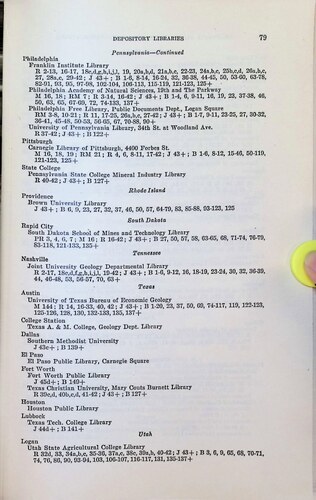 DEPOSITORY LIBRARIES 79
Pennsylvania—Continued
Philadelphia
Franklin Institute Library
R 2-13, 16-17, 18c,d,g,h,i,j,l, 19, 20a,b,d, 21a,b,c, 22-23, 24a,b,c, 25b,c,d, 26a,b,c,
27, 28a,c, 29-42; J 43+; B 1-6, 8-14, 16-24, 32, 36-38, 44-45, 50, 53-60, 63-78,
82-91, 93, 95, 97-98, 102-104, 106-113, 115-119, 121-123, 125+
Philadelphia Academy of Natural Sciences, 19th and the Parkway
M 16, 18; RM 7; R 3-14, 16-42; J 43+; B 1-4, 6, 9-11, 16, 19, 23, 37-38, 46,
50, 63, 65, 67-69, 72, 74-133, 137+
Philadelphia Free Library, Public Documents Dept., Logan Square
RM 3-8, 10-21; R 11, 17-25, 26a,b,c, 27-42; J 43+; B 1-7, 9-11, 23-25, 27, 30-32,
36-41, 45-48, 50-53, 56-65, 67, 70-88, 90+
University of Pennsylvania Library, 34th St. at Woodland Ave.
R 37-42; J 43+; B 122+
Pittsburgh
Carnegie Library of Pittsburgh, 4400 Forbes St.
M 16, 18, 19; RM 21; R 4, 6, 8-11, 17-42; J 43+; B 1-6, 8-12, 15-46, 50-119,
121-123, 125+
State College
Pennsylvania State College Mineral Industry Library
R 40-42; J 43+; B 127+
Rhode Island
Providence
Brown University Library
J 43+; B 6, 9, 23, 27, 32, 37, 46, 56, 57, 64-79, 83, 85-88, 93-123, 125
South Dakota
Rapid City
South Dakota School of Mines and Technology Library
PR 3, 4, 6, 7; M 16; R 16-42; J 43+; B 27, 50, 57, 58, 63-65, 68, 71-74, 76-79,
83-118, 121-133, 135+
Tennessee
Nashville
Joint University Geology Departmental Library
R 2-17, 18c,d,f,g,h,i,j,l, 19-42; J 43+; B 1-6, 9-12, 16, 18-19, 23-24, 30, 32, 36-39,
44, 46-48, 53, 56-57, 70, 63+
Texas
Austin
University of Texas Bureau of Economic Geology
M 144; R 14, 16-33, 40, 42; J 43+; B 1-20, 23, 37, 50, 69, 74-117, 119, 122-123,
125-126, 128, 130, 132-133, 135, 137+
College Station
Texas A. & M. College, Geology Dept. Library
Dallas
Southern Methodist University
J 43c+; B 139+
El Paso
El Paso Public Library, Carnegie Square
Fort Worth
Fort Worth Public Library
J 45d+; B 149+
Texas Christian University, Mary Couts Burnett Library
R 39c,d, 40b,c,d, 41-42; J 43+; B 127+
Houston
Houston Public Library
Lubbock
Texas Tech. College Library
J 44d+; B 141+
Utah
Logan
Utah State Agricultural College Library
R 32d, 33, 34a,b,c, 35-36, 37a,c, 38c, 39a,b, 40-42; J 43+; B 3, 6, 9, 65, 68, 70-71,
74, 76, 86, 90, 93-94, 103, 106-107, 116-117, 131, 135-137+